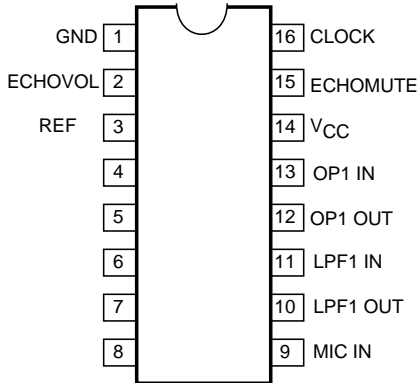 GND 1 16 CLOCK
ECHOVOL 2 15 ECHOMUTE
REF 3 14 VCC
4 13 OP1 IN
5 12 OP1 OUT
6 11 LPF1 IN
7 10 LPF1 OUT
8 9 MIC IN